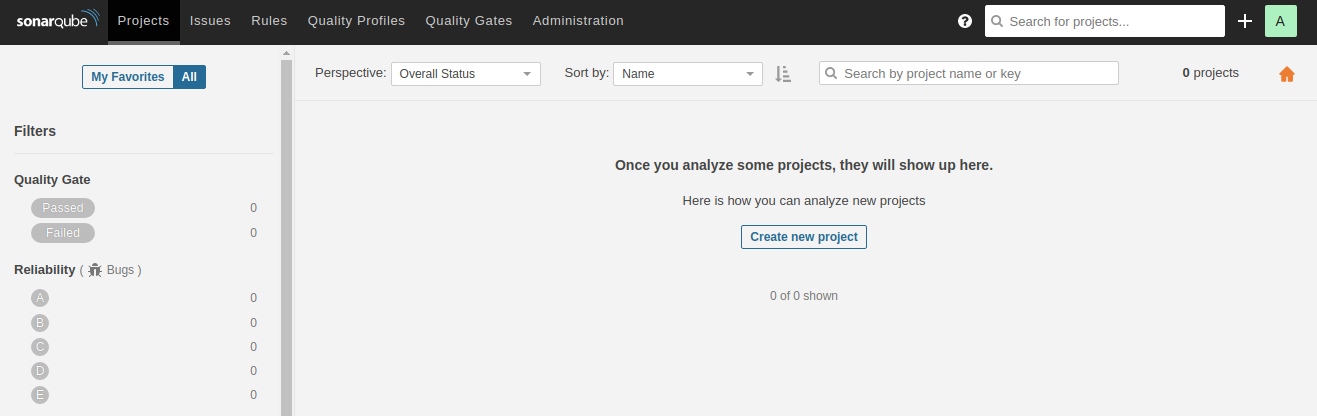 sonarqube Projects Issues Rules Quality Profiles Quality Gates Administration ? Search for projects... A
My Favorites All
Perspective: Overall Status Sort by: Name Search by project name or key 0 projects
Filters
Quality Gate
Passed 0
Failed 0
Reliability ( Bugs )
A 0
B 0
C 0
D 0
E 0
Once you analyze some projects, they will show up here.
Here is how you can analyze new projects
Create new project
0 of 0 shown